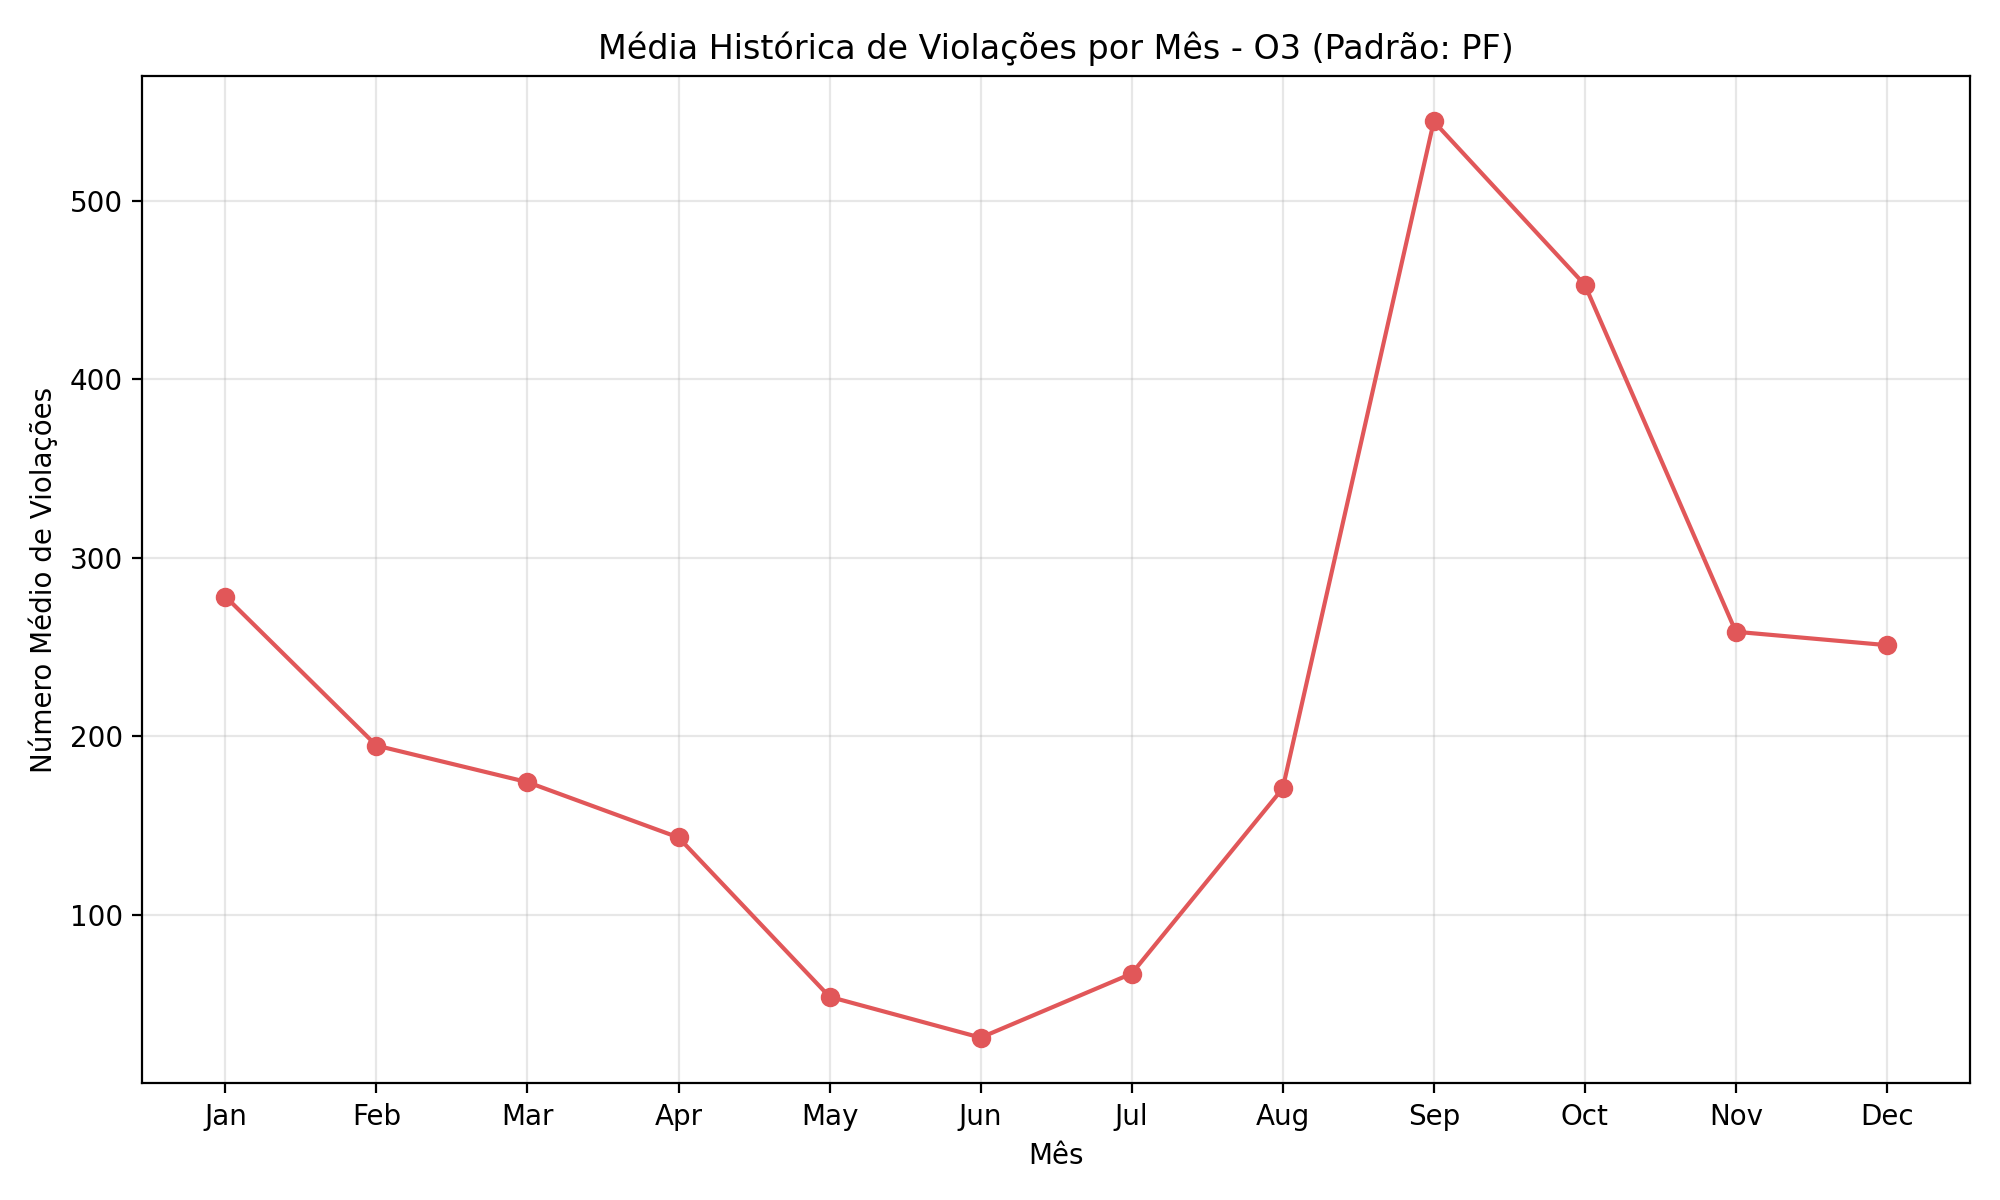 Média Histórica de Violações por Mês - O3 (Padrão: PF)
Número Médio de Violações
500
400
300
200
100
Jan Feb Mar Apr May Jun Jul Aug Sep Oct Nov Dec
Mês